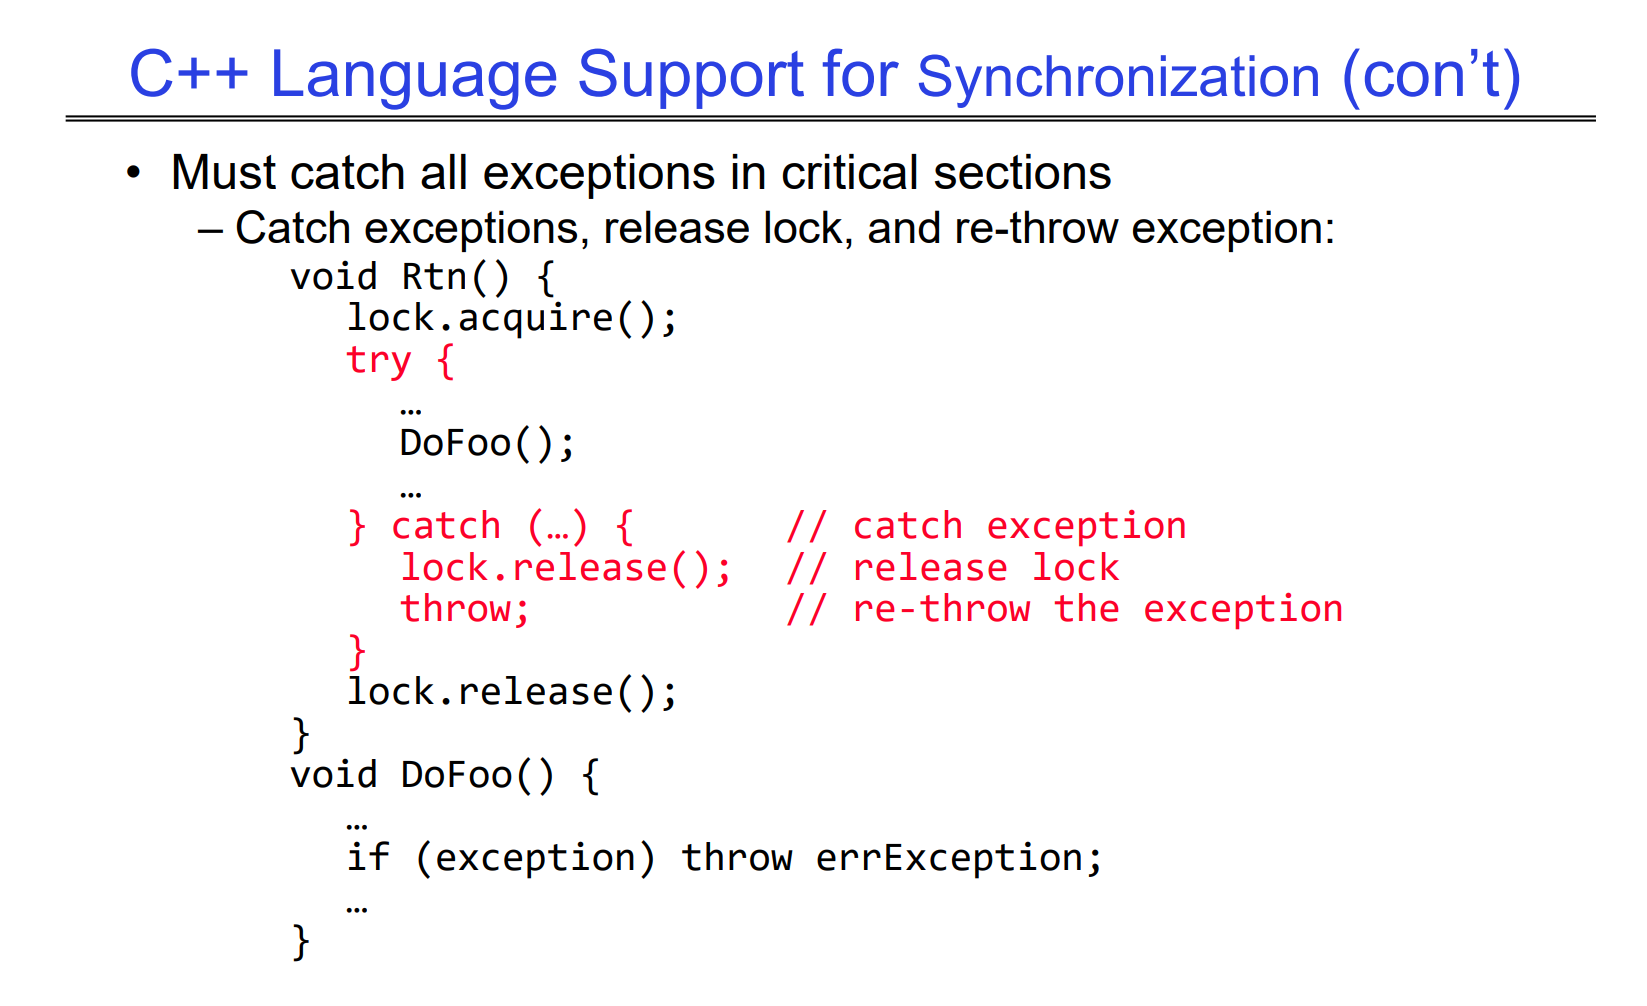 C++ Language Support for Synchronization (con’t)
• Must catch all exceptions in critical sections
– Catch exceptions, release lock, and re-throw exception:
void Rtn() {
lock.acquire();
try {
…
DoFoo();
…
} catch (…) { // catch exception
lock.release(); // release lock
throw; // re-throw the exception
}
lock.release();
}
void DoFoo() {
…
if (exception) throw errException;
…
}